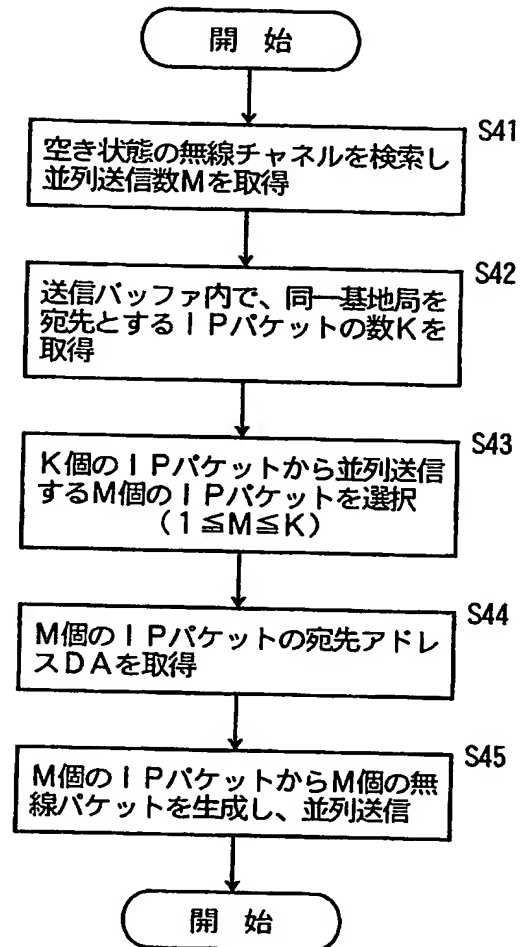 開 始
S41
空き状態の無線チャネルを検索し
並列送信数Mを取得
S42
送信バッファ内で、同一基地局を
宛先とするIPパケットの数Kを
取得
S43
K個のIPパケットから並列送信
するM個のIPパケットを選択
(1≦M≦K)
S44
M個のIPパケットの宛先アドレ
スDAを取得
S45
M個のIPパケットからM個の無
線パケットを生成し、並列送信
開 始